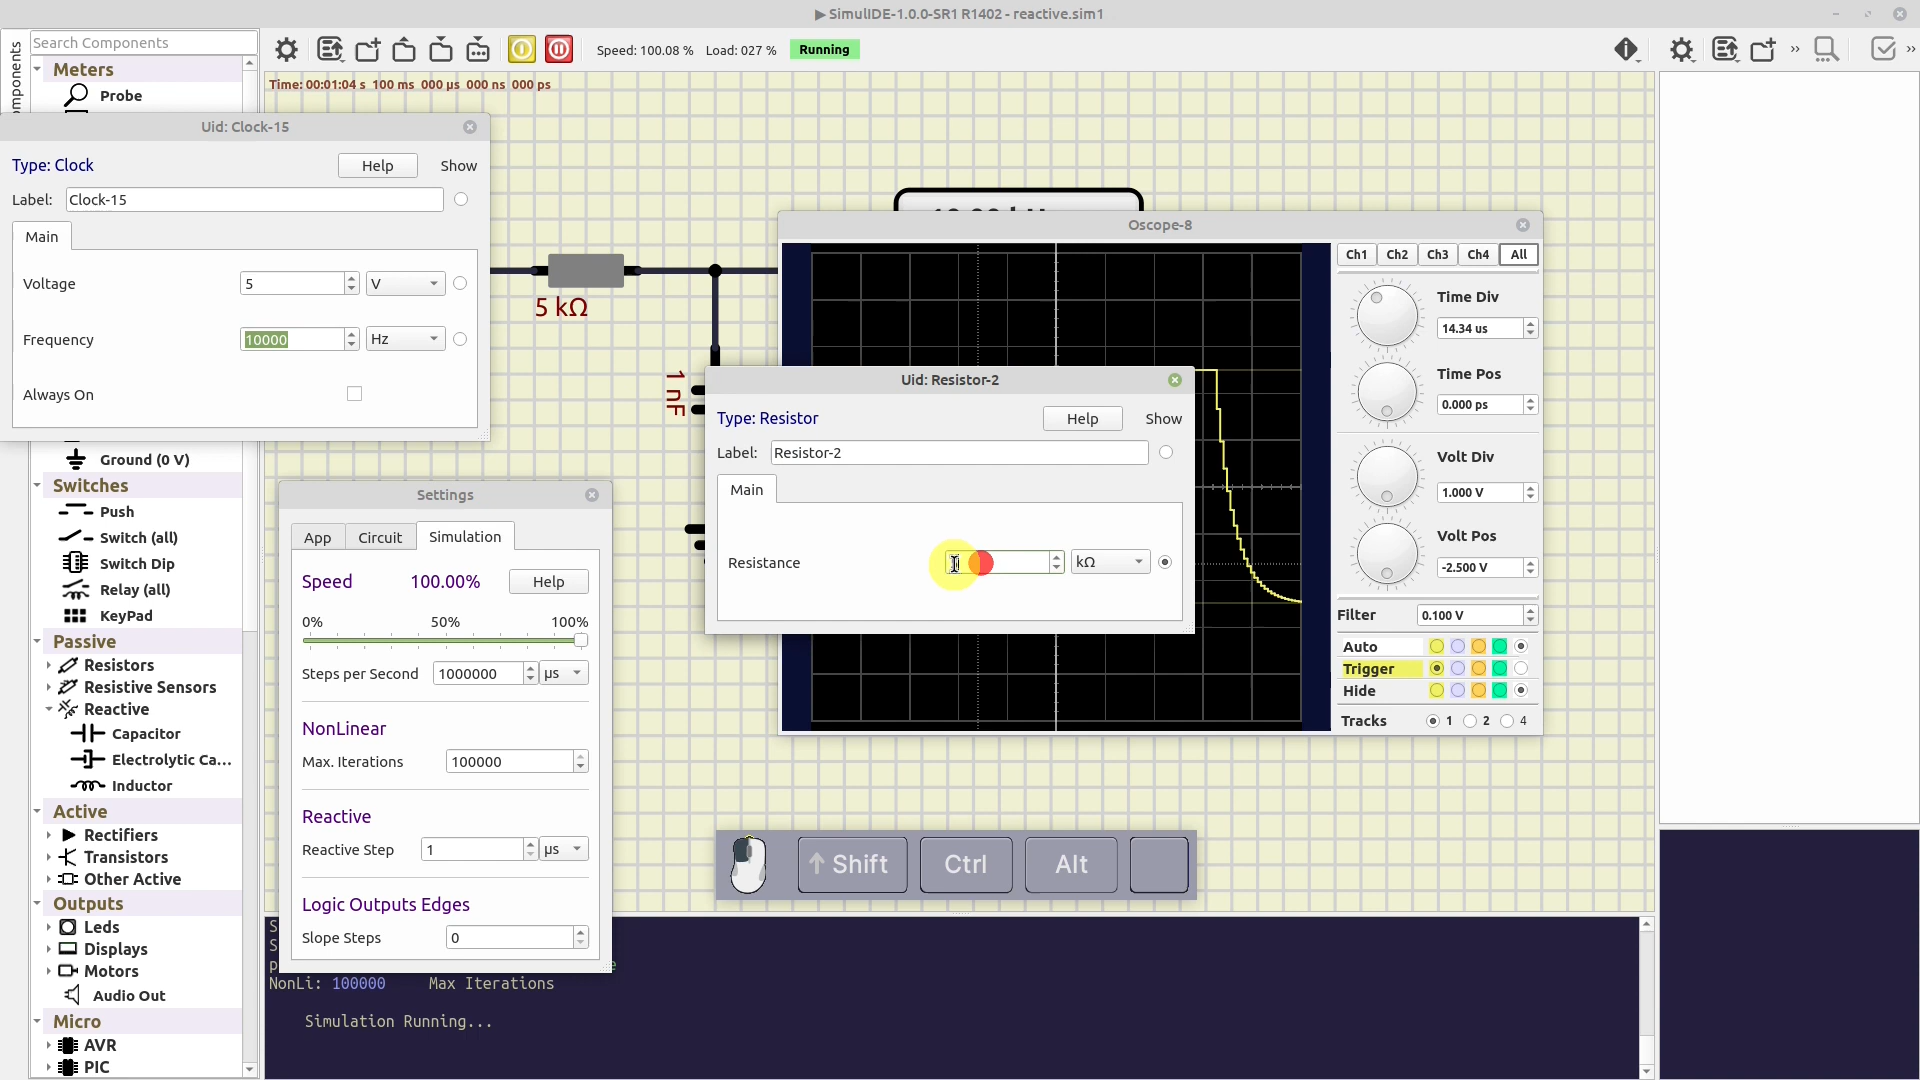 ▶ SimulIDE-1.0.0-SR1 R1402 - reactive.sim1
Components
Search Components
Meters
Probe
Speed: 100.08 %
Load: 027 %
Running
Time: 00:01:04 s 100 ms 000 µs 000 ns 000 ps
Uid: Clock-15
Type: Clock
Help
Show
Label:
Clock-15
Main
Voltage
5
V
Frequency
10000
Hz
Always On
5 kΩ
1 nF
Ground (0 V)
Switches
Push
Switch (all)
Switch Dip
Relay (all)
KeyPad
Passive
Resistors
Resistive Sensors
Reactive
Capacitor
Electrolytic Ca...
Inductor
Active
Rectifiers
Transistors
Other Active
Outputs
Leds
Displays
Motors
Audio Out
Micro
AVR
PIC
Settings
App
Circuit
Simulation
Speed
100.00%
Help
0%
50%
100%
Steps per Second
1000000
µs
NonLinear
Max. Iterations
100000
Reactive
Reactive Step
1
µs
Logic Outputs Edges
Slope Steps
0
Oscope-8
Ch1
Ch2
Ch3
Ch4
All
Time Div
14.34 us
Time Pos
0.000 ps
Volt Div
1.000 V
Volt Pos
-2.500 V
Filter
0.100 V
Auto
Trigger
Hide
Tracks
1
2
4
Uid: Resistor-2
Type: Resistor
Help
Show
Label:
Resistor-2
Main
Resistance
kΩ
↑ Shift
Ctrl
Alt
NonLi: 100000 Max Iterations
Simulation Running...